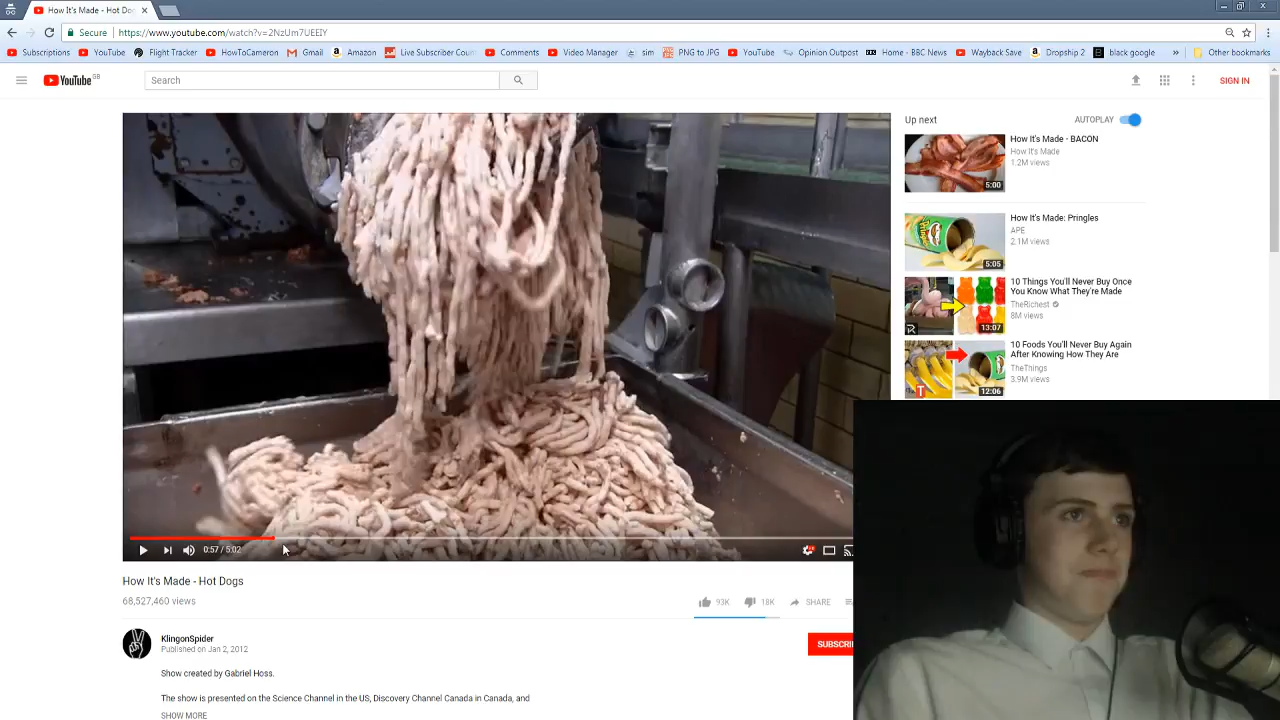 How It's Made - Hot Dog
Secure
https://www.youtube.com/watch?v=2NzUm7UEEIY
Subscriptions
YouTube
Flight Tracker
HowToCameron
Gmail
Amazon
Live Subscriber Coun
Comments
Video Manager
sim
PNG to JPG
YouTube
Opinion Outpost
Home - BBC News
Wayback Save
Dropship 2
black google
»
Other bookmarks
YouTube GB
Search
SIGN IN
Up next
AUTOPLAY
How It's Made - BACON
How It's Made
1.2M views
5:00
How It's Made: Pringles
APE
2.1M views
5:05
10 Things You'll Never Buy Once
You Know What They're Made
TheRichest
8M views
13:07
10 Foods You'll Never Buy Again
After Knowing How They Are
TheThings
3.9M views
12:06
0:57 / 5:02
How It's Made - Hot Dogs
68,527,460 views
93K
18K
SHARE
KlingonSpider
Published on Jan 2, 2012
SUBSCRI
Show created by Gabriel Hoss.
The show is presented on the Science Channel in the US, Discovery Channel Canada in Canada, and
SHOW MORE